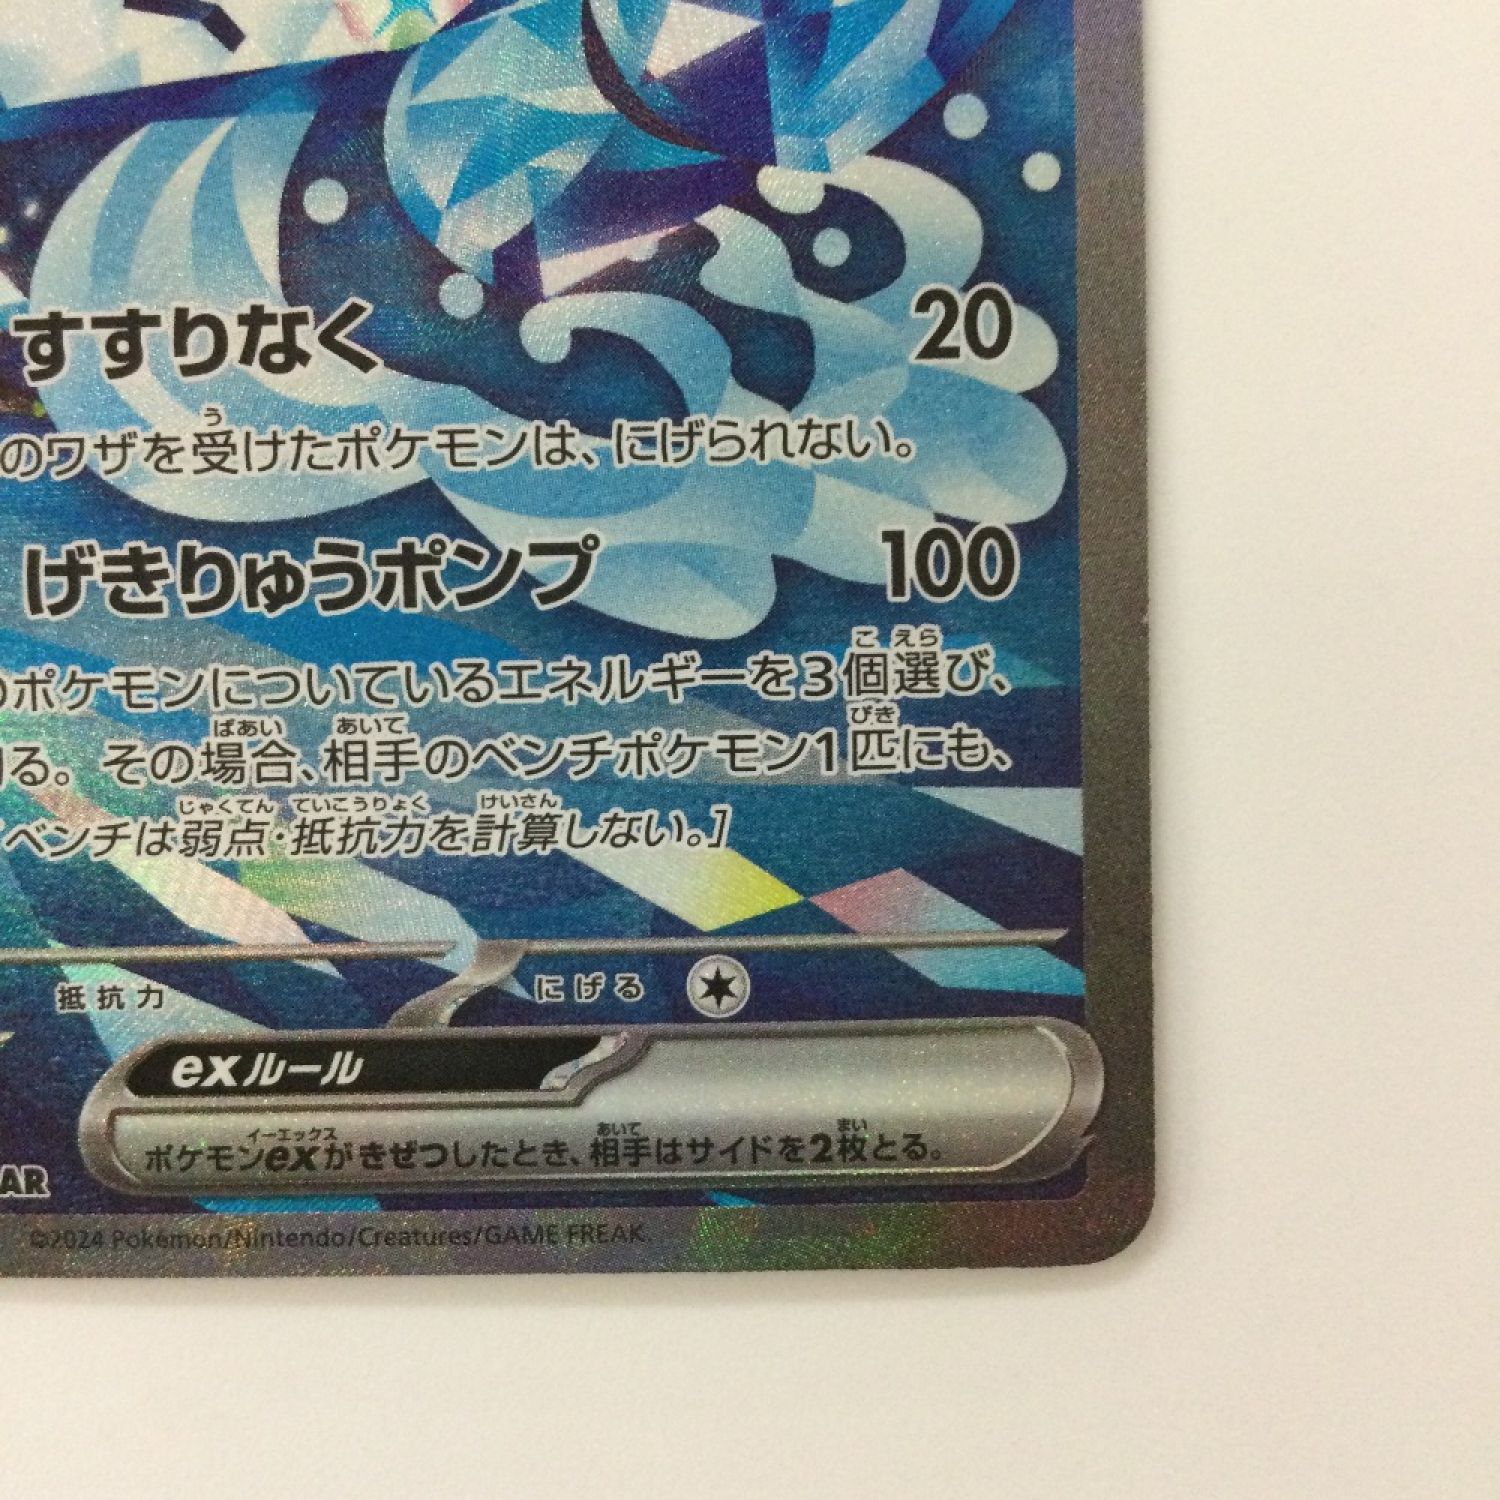 すすりなく 20
のワザを受けたポケモンは、にげられない。
げきりゅうポンプ 100
のポケモンについているエネルギーを3個選び、
る。その場合、相手のベンチポケモン1匹にも、
ベンチは弱点・抵抗力を計算しない。]
抵抗力 にげる
exルール
ポケモンexがきぜつしたとき、相手はサイドを2枚とる。
AR
©2024 Pokémon/Nintendo/Creatures/GAME FREAK.